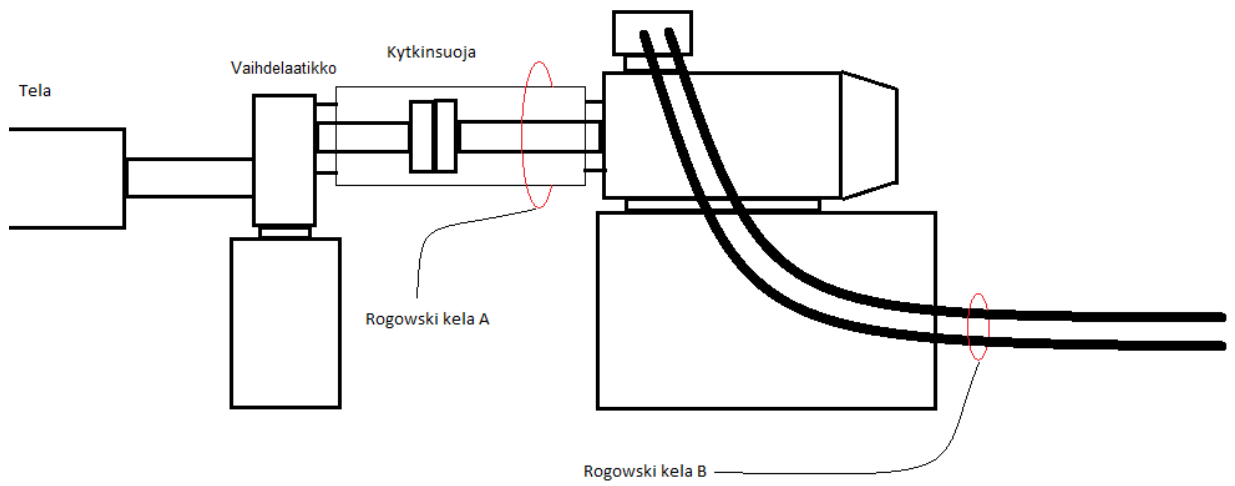 Kytkinsuoja
Vaihdelaatikko
Tela
Rogowski kela A
Rogowski kela B